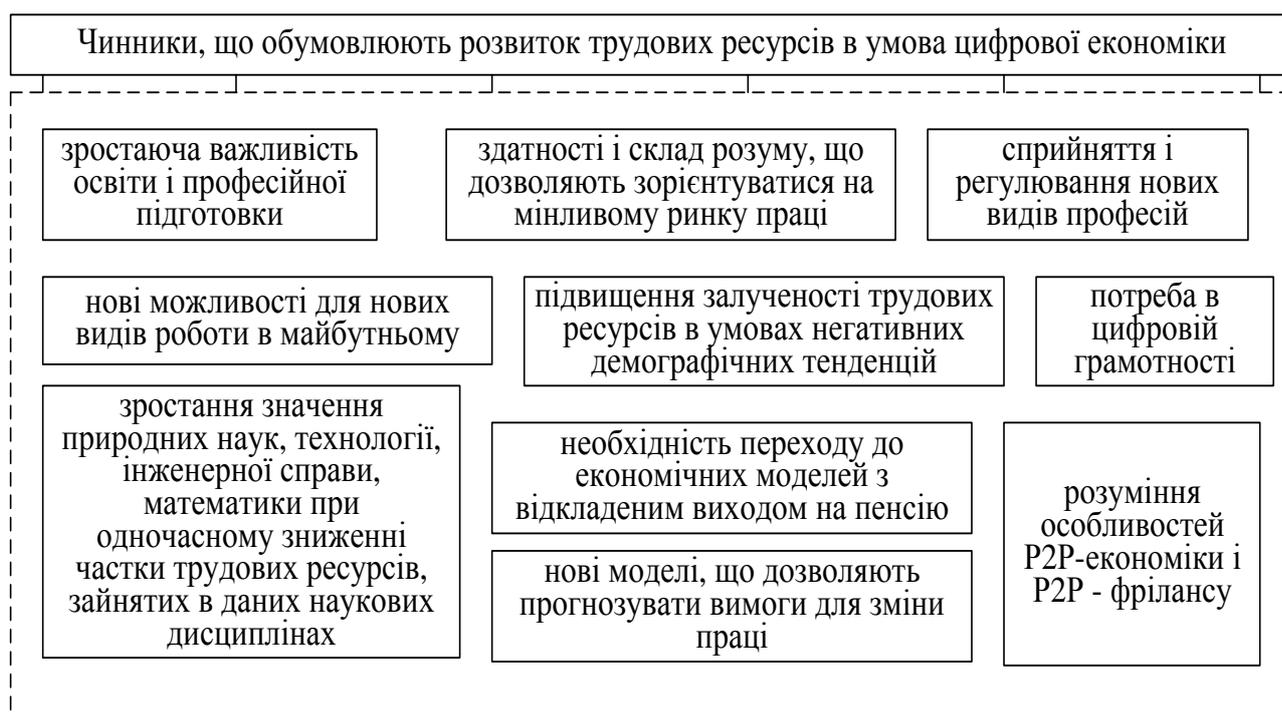 Чинники, що обумовлюють розвиток трудових ресурсів в умова цифрової економіки
зростаюча важливість
освіти і професійної
підготовки
здатності і склад розуму, що
дозволяють зорієнтуватися на
мінливому ринку праці
сприйняття і
регулювання нових
видів професій
нові можливості для нових
видів роботи в майбутньому
підвищення залученості трудових
ресурсів в умовах негативних
демографічних тенденцій
потреба в
цифровій
грамотності
зростання значення
природних наук, технології,
інженерної справи,
математики при
одночасному зниженні
частки трудових ресурсів,
зайнятих в даних наукових
дисциплінах
необхідність переходу до
економічних моделей з
відкладеним виходом на пенсію
нові моделі, що дозволяють
прогнозувати вимоги для зміни
праці
розуміння
особливостей
P2P-економіки і
P2P - фрілансу